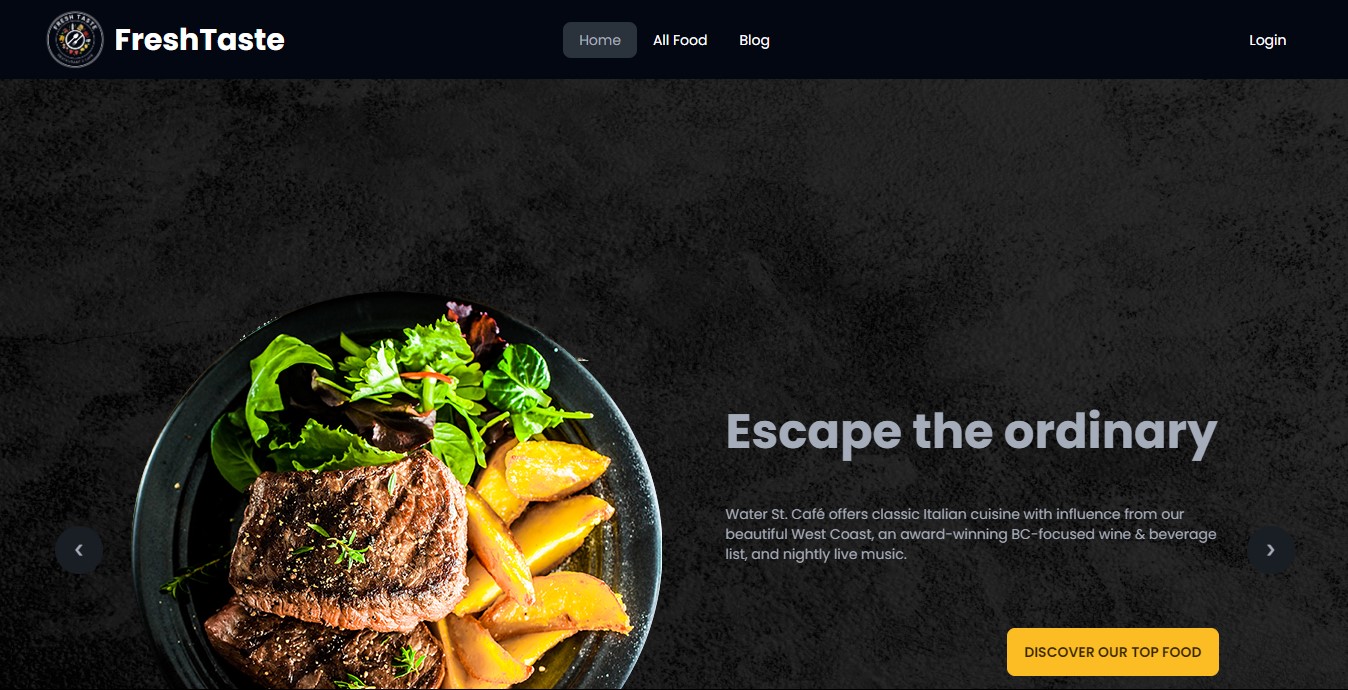 FRESH TASTE
FreshTaste
Home
All Food
Blog
Login
Escape the ordinary
Water St. Café offers classic Italian cuisine with influence from our
beautiful West Coast, an award-winning BC-focused wine & beverage
list, and nightly live music.
DISCOVER OUR TOP FOOD